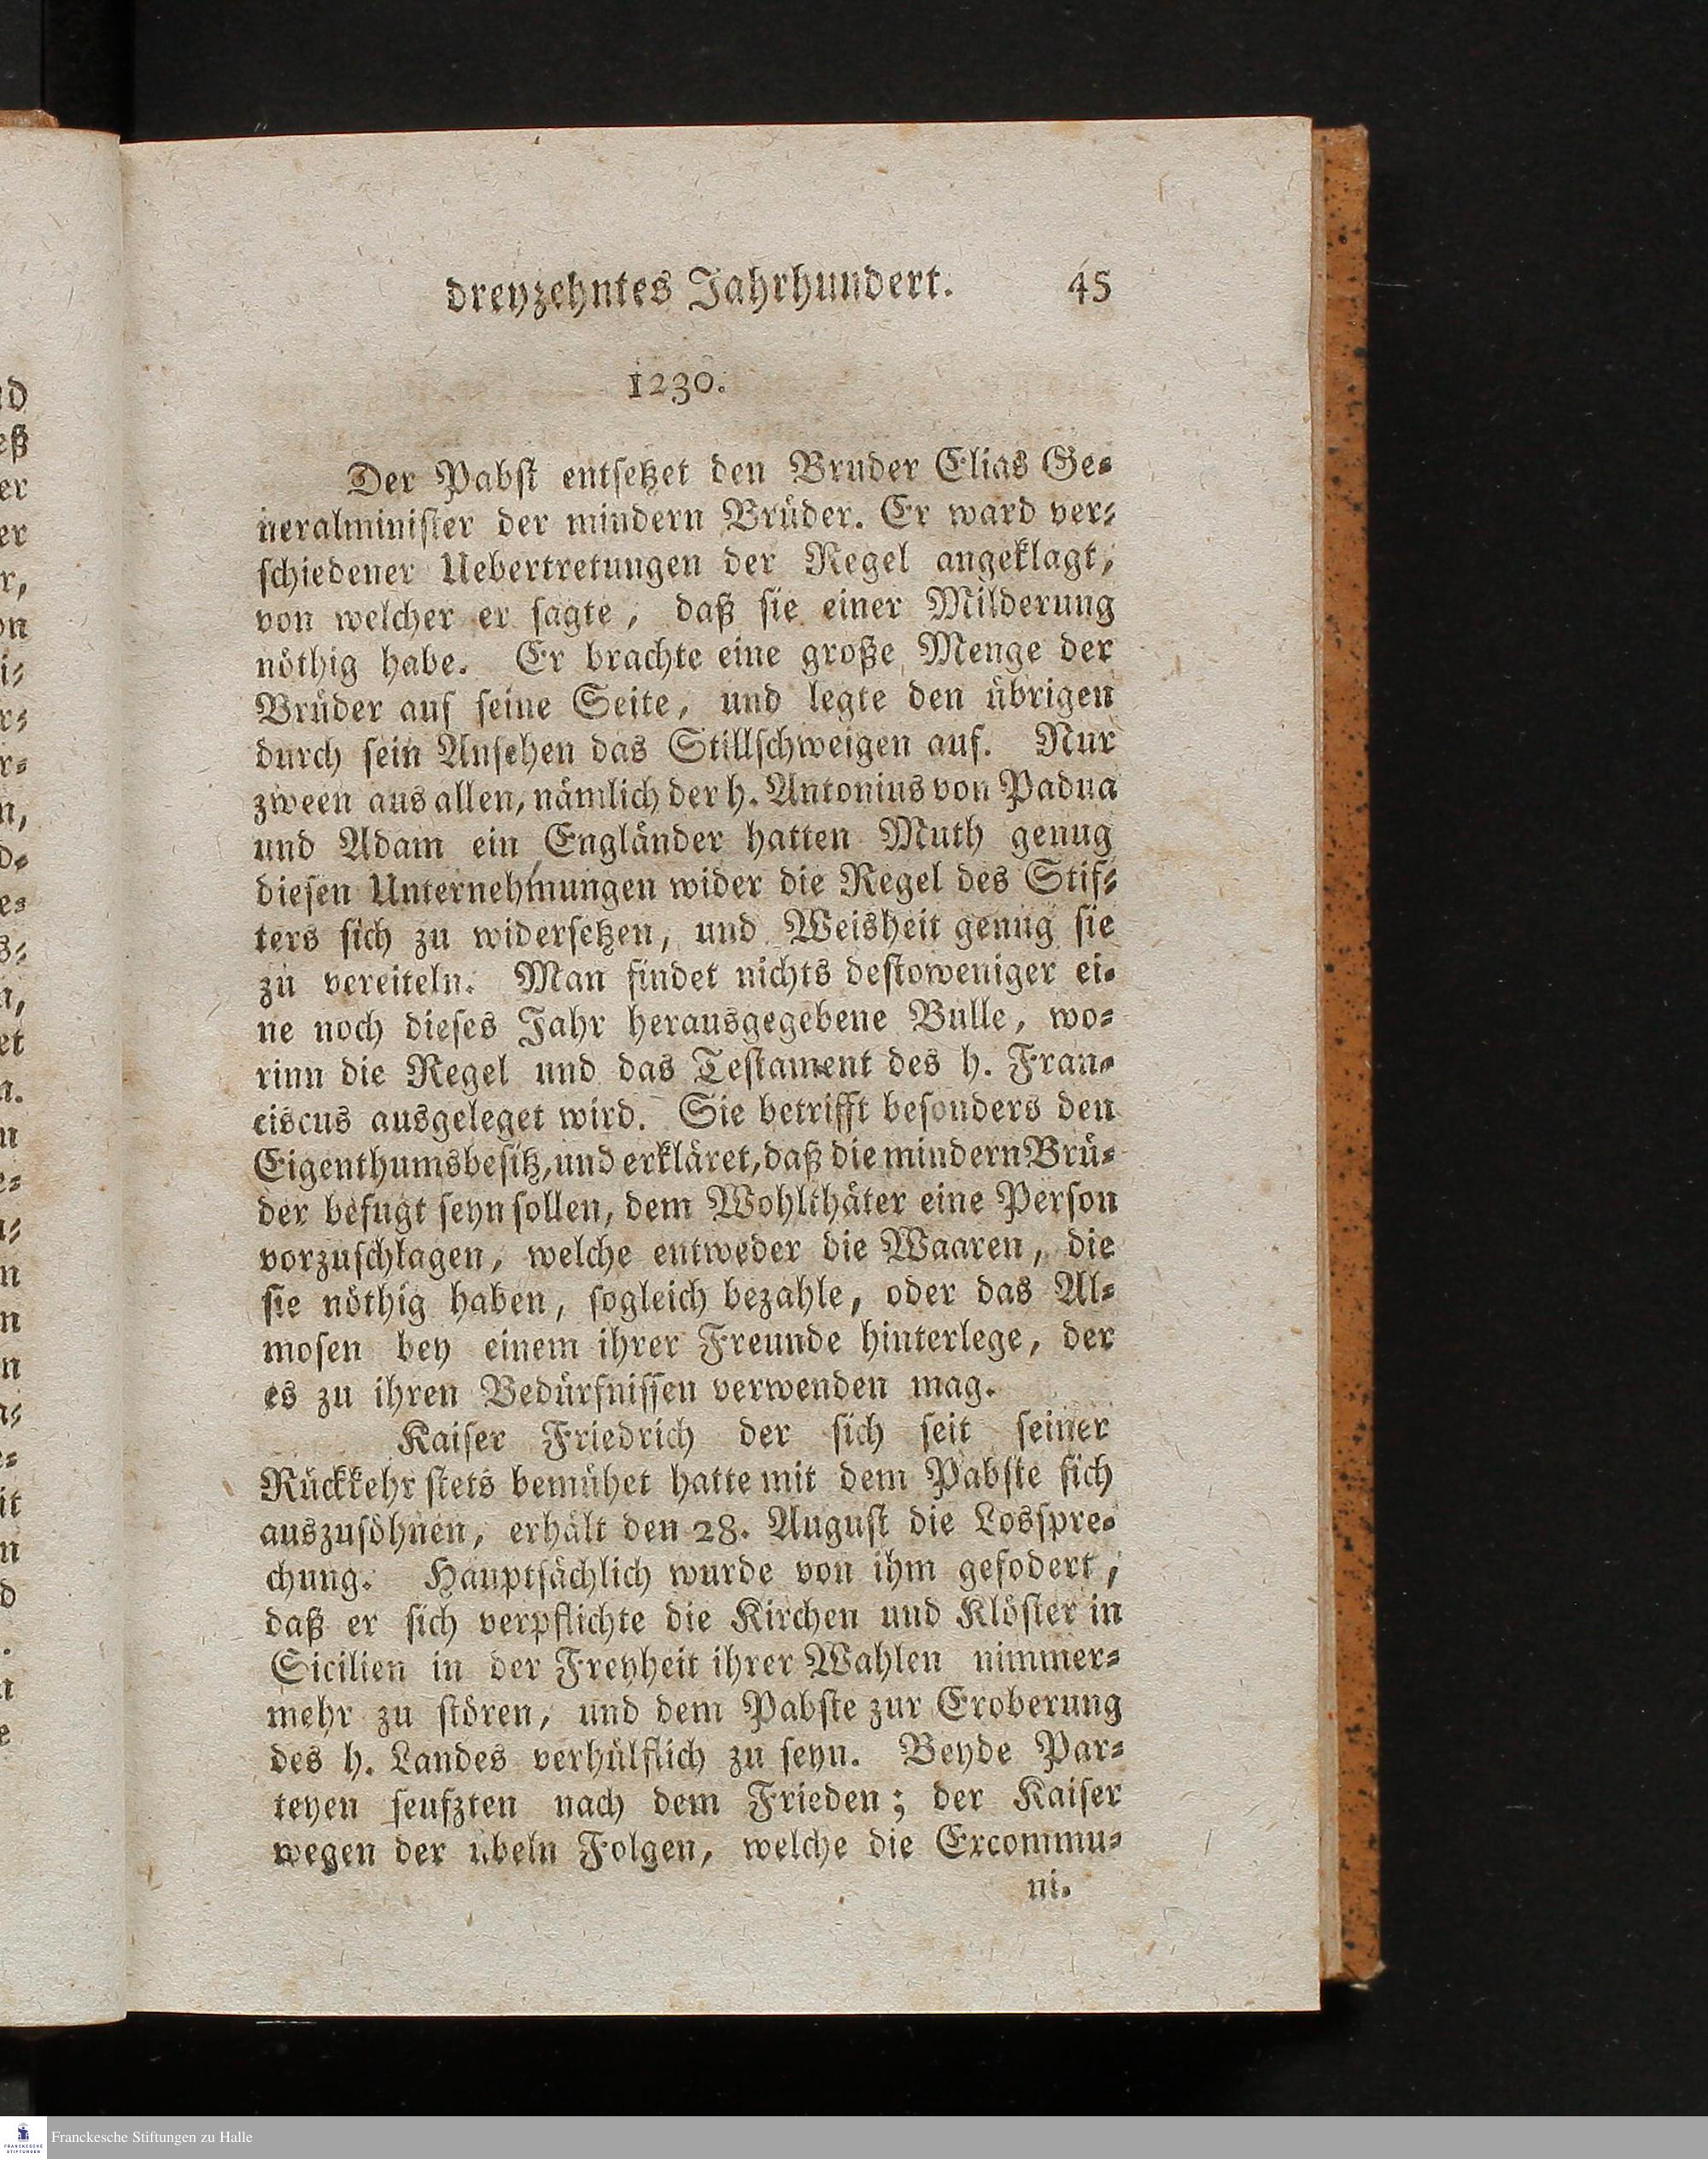 dreyzehntes Jahrhundert. 45
1230.
Der Pabst entsetzet den Bruder Elias Ge-
neralminister der mindern Brüder. Er ward ver-
schiedener Uebertretungen der Regel angeklagt,
von welcher er sagte, daß sie einer Milderung
nöthig habe. Er brachte eine große Menge der
Brüder auf seine Seite, und legte den übrigen
durch sein Ansehen das Stillschweigen auf. Nur
zween aus allen, nämlich der h. Antonius von Padua
und Adam ein Engländer hatten Muth genug
diesen Unternehmungen wider die Regel des Stif-
ters sich zu widersetzen, und Weisheit genug sie
zu vereiteln. Man findet nichts destoweniger ei-
ne noch dieses Jahr herausgegebene Bulle, wo-
rinn die Regel und das Testament des h. Fran-
ciscus ausgeleget wird. Sie betrifft besonders den
Eigenthumsbesitz, und erkläret, daß die mindern Brü-
der befugt seyn sollen, dem Wohlthäter eine Person
vorzuschlagen, welche entweder die Waaren, die
sie nöthig haben, sogleich bezahle, oder das Al-
mosen bey einem ihrer Freunde hinterlege, der
es zu ihren Bedürfnissen verwenden mag.
Kaiser Friedrich der sich seit seiner
Rückkehr stets bemühet hatte mit dem Pabste sich
auszusöhnen, erhält den 28. August die Losspre-
chung. Hauptsächlich wurde von ihm gefodert,
daß er sich verpflichte die Kirchen und Klöster in
Sicilien in der Freyheit ihrer Wahlen nimmer-
mehr zu stören, und dem Pabste zur Eroberung
des h. Landes verhülflich zu seyn. Beyde Par-
teyen seufzten nach dem Frieden; der Kaiser
wegen der übeln Folgen, welche die Excommu-
ni-
Franckesche Stiftungen zu Halle